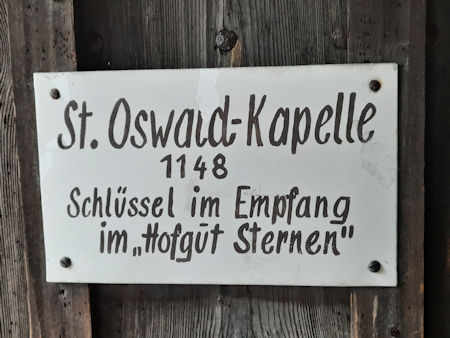 St. Oswald-Kapelle
1148
Schlüssel im Empfang
im „Hofgut Sternen"